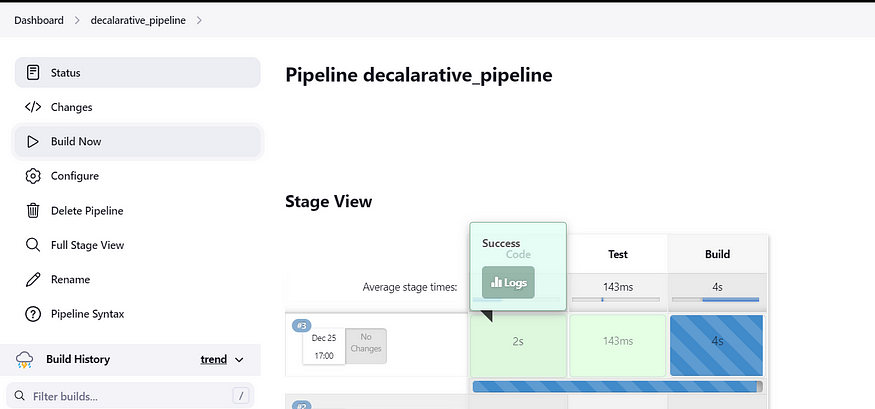 Dashboard > decalarative_pipeline >
Status
Changes
Build Now
Configure
Delete Pipeline
Full Stage View
Rename
Pipeline Syntax
Build History trend
Filter builds... /
Pipeline decalarative_pipeline
Stage View
Success
Logs
Code Test Build
Average stage times: 143ms 4s
#3
Dec 25
17:00
No
Changes
2s 143ms 4s
#2